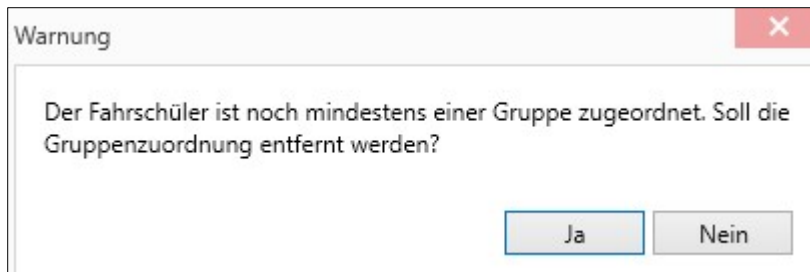 Warnung
Der Fahrschüler ist noch mindestens einer Gruppe zugeordnet. Soll die
Gruppenzuordnung entfernt werden?
Ja
Nein